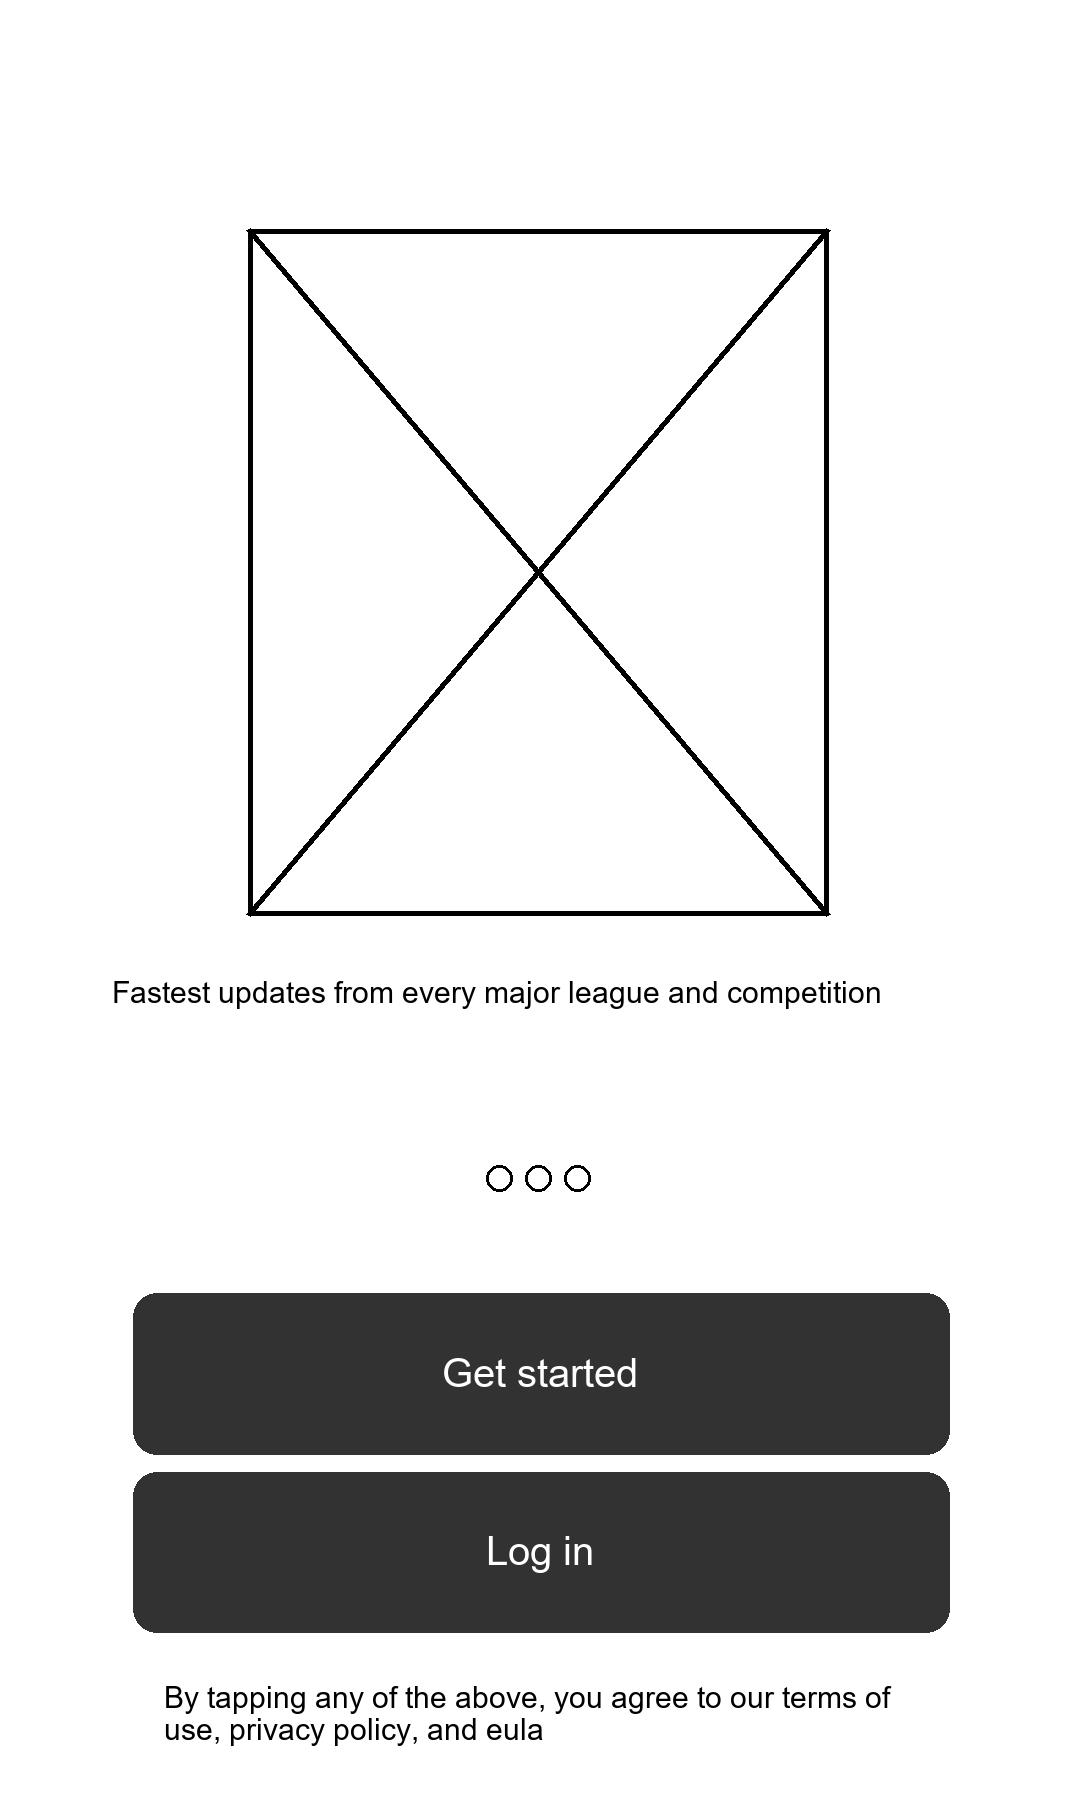 Fastest updates from every major league and competition
Get started
Log in
By tapping any of the above, you agree to our terms of
use, privacy policy, and eula